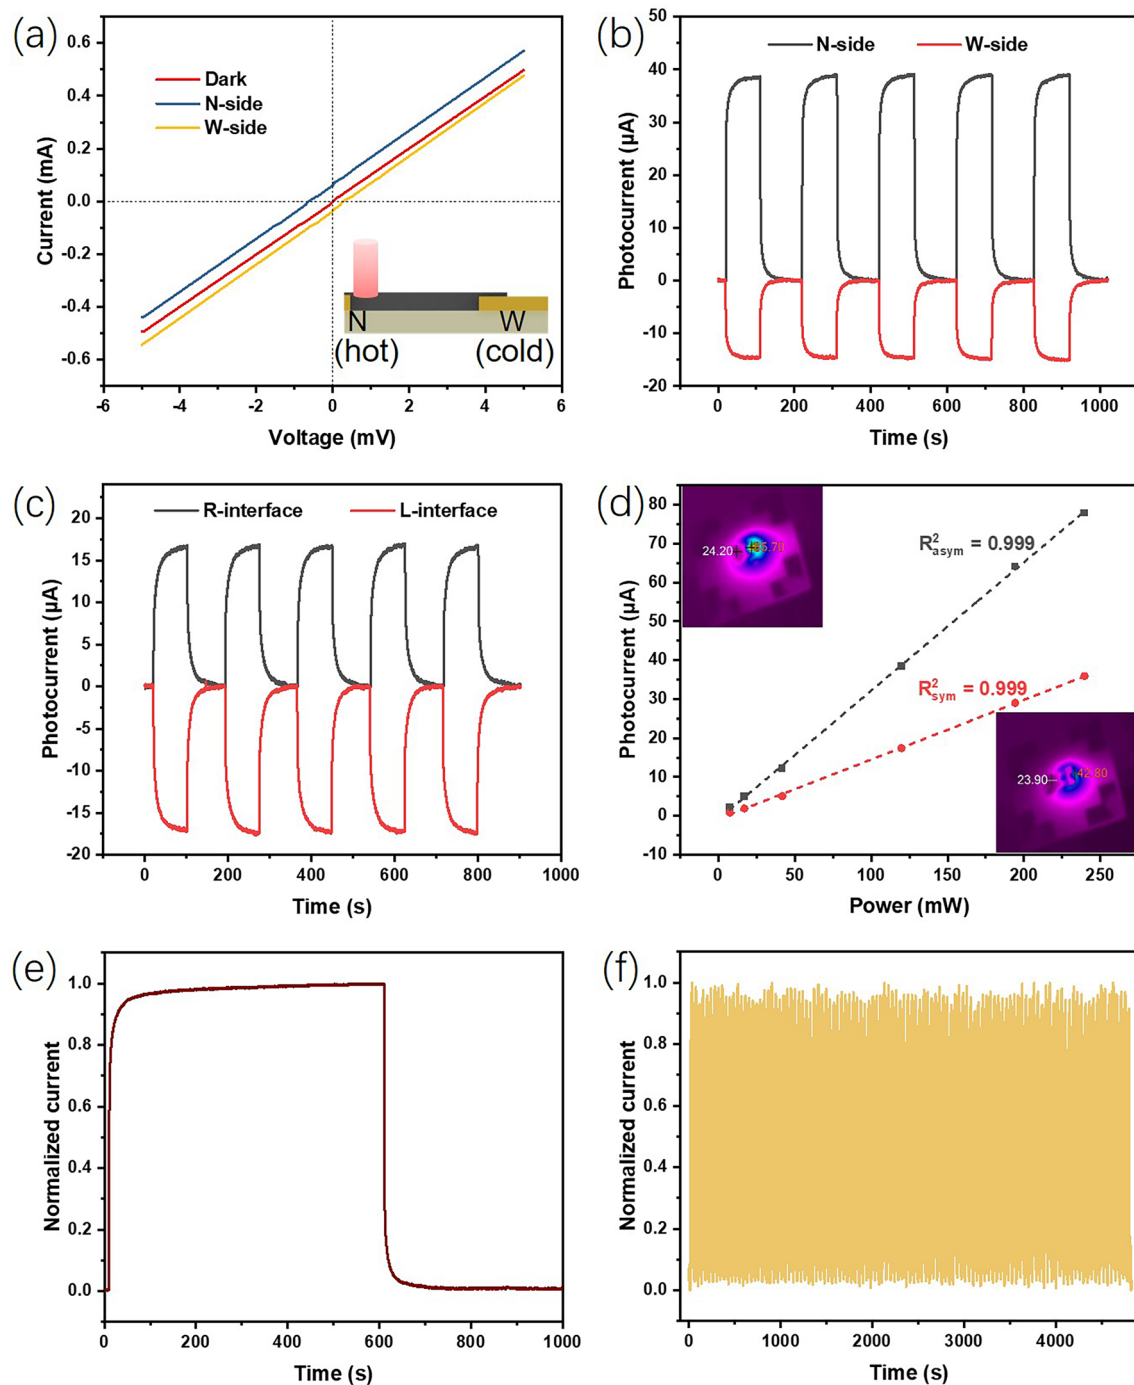 (a)
0.6
0.4
0.2
0.0
-0.2
-0.4
-0.6
Current (mA)
Dark
N-side
W-side
N
W
(hot)
(cold)
-6
-4
-2
0
2
4
6
Voltage (mV)
(b)
50
40
30
20
10
0
-10
-20
Photocurrent (μA)
N-side
W-side
0
200
400
600
800
1000
Time (s)
(c)
20
15
10
5
0
-5
-10
-15
-20
Photocurrent (μA)
R-interface
L-interface
0
200
400
600
800
1000
Time (s)
(d)
80
70
60
50
40
30
20
10
0
-10
Photocurrent (μA)
24.20
R²asym = 0.999
R²sym = 0.999
23.90
42.80
0
50
100
150
200
250
Power (mW)
(e)
1.0
0.8
0.6
0.4
0.2
0.0
Normalized current
0
200
400
600
800
1000
Time (s)
(f)
1.0
0.8
0.6
0.4
0.2
0.0
Normalized current
0
1000
2000
3000
4000
Time (s)